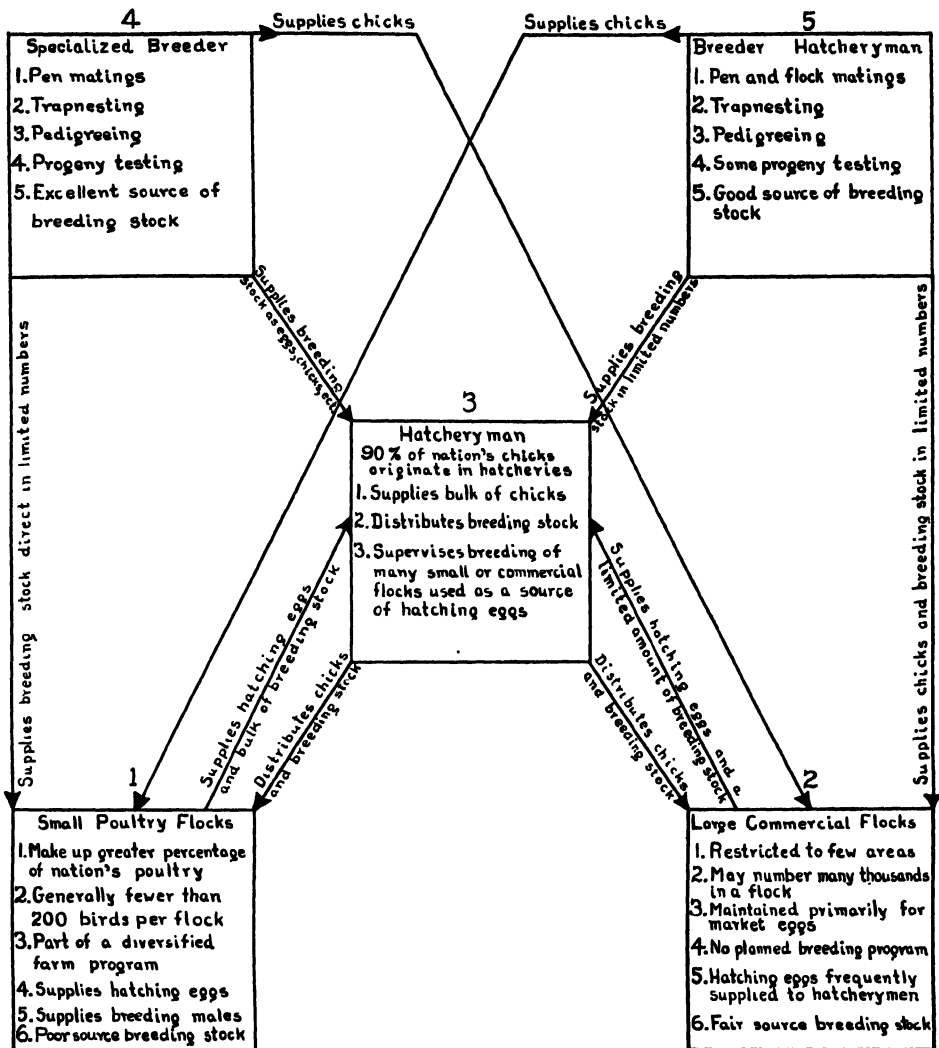 4
Supplies chicks
Supplies chicks
5
Specialized Breeder
1. Pen matings
2. Trapnesting
3. Pedigreeing
4. Progeny testing
5. Excellent source of
breeding stock
Breeder Hatcheryman
1. Pen and flock matings
2. Trapnesting
3. Pedigreeing
4. Some progeny testing
5. Good source of breeding
stock
Supplies breeding
stock as eggs, chicks, ect.
Supplies breeding
stock in limited numbers
Supplies breeding stock direct in limited numbers
Supplies chicks and breeding stock in limited numbers
3
Hatcheryman
90% of nation's chicks
originate in hatcheries
1. Supplies bulk of chicks
2. Distributes breeding stock
3. Supervises breeding of
many small or commercial
flocks used as a source
of hatching eggs
Supplies hatching eggs
and bulk of breeding stock
Distributes chicks
and breeding stock
Distributes chicks
and breeding stock
Supplies hatching eggs and a
limited amount of breeding stock
1
Small Poultry Flocks
1. Make up greater percentage
of nation's poultry
2. Generally fewer than
200 birds per flock
3. Part of a diversified
farm program
4. Supplies hatching eggs
5. Supplies breeding males
6. Poor source breeding stock
2
Large Commercial Flocks
1. Restricted to few areas
2. May number many thousands
in a flock
3. Maintained primarily for
market eggs
4. No planned breeding program
5. Hatching eggs frequently
supplied to hatcherymen
6. Fair source breeding stock